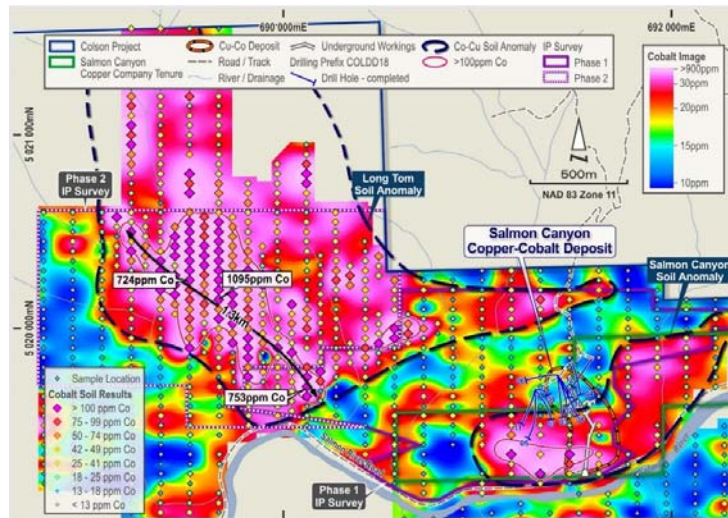 690 000mE
692 000mE
Colson Project
Cu-Co Deposit
Underground Workings
Co-Cu Soil Anomaly
IP Survey
Salmon Canyon
Copper Company Tenure
Road / Track
Drilling Prefix COLDD18
>100ppm Co
Phase 1
River / Drainage
Drill Hole - completed
Phase 2
Cobalt Image
>900ppm
30ppm
20ppm
15ppm
10ppm
5 021 000mN
500m
NAD 83 Zone 11
Phase 2
IP Survey
Long Tom
Soil Anomaly
Salmon Canyon
Copper-Cobalt Deposit
Salmon Canyon
Soil Anomaly
724ppm Co
1095ppm Co
1.3km
5 020 000mN
753ppm Co
Sample Location
Cobalt Soil Results
> 100 ppm Co
75 - 99 ppm Co
50 - 74 ppm Co
42 - 49 ppm Co
25 - 41 ppm Co
18 - 25 ppm Co
13 - 18 ppm Co
< 13 ppm Co
Salmon River Road
River
Phase 1
IP Survey